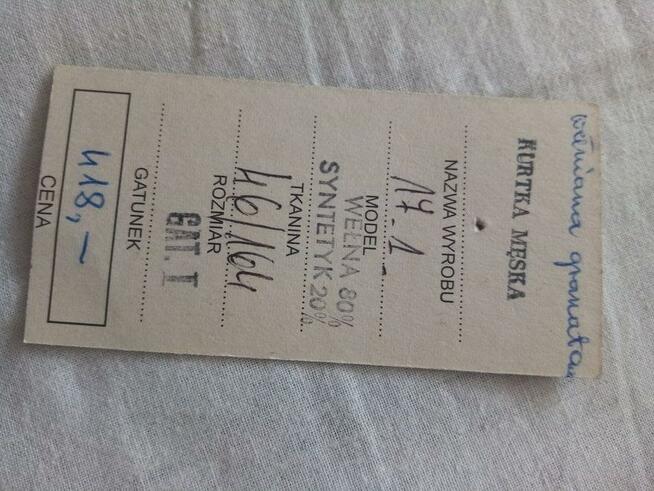 wełniana granatowa
KURTKA MĘSKA
NAZWA WYROBU
17-1
MODEL
WEŁNA 80%
SYNTETYK 20%
TKANINA
46/164
ROZMIAR
GAT. I
GATUNEK
418,-
CENA